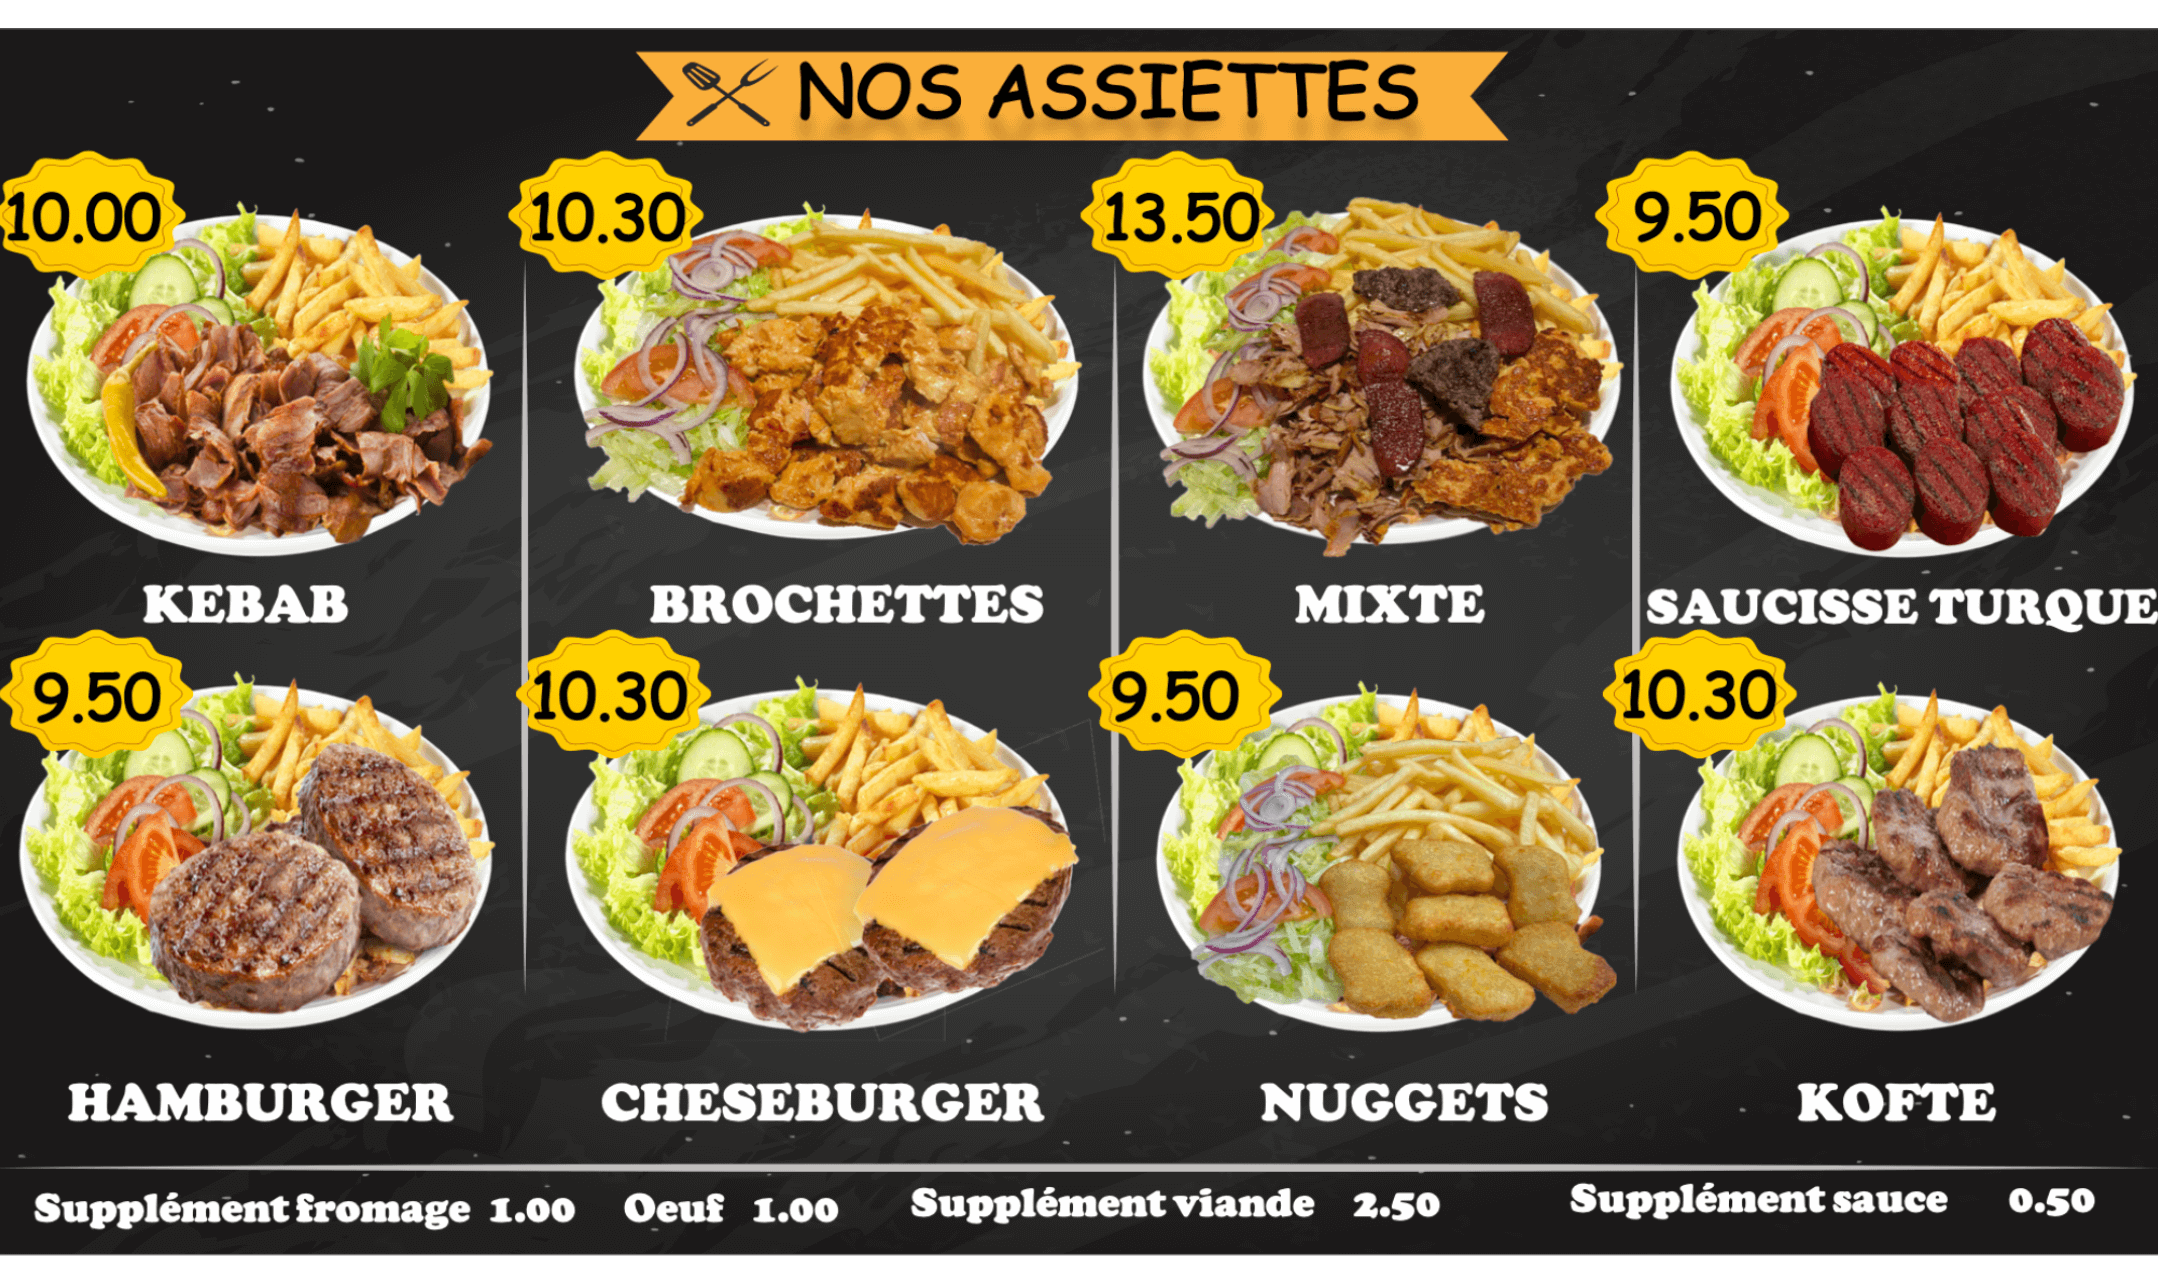 NOS ASSIETTES
10.00
10.30
13.50
9.50
KEBAB
BROCHETTES
MIXTE
SAUCISSE TURQUE
9.50
10.30
9.50
10.30
HAMBURGER
CHESEBURGER
NUGGETS
KOFTE
Supplément fromage 1.00 Oeuf 1.00 Supplément viande 2.50 Supplément sauce 0.50